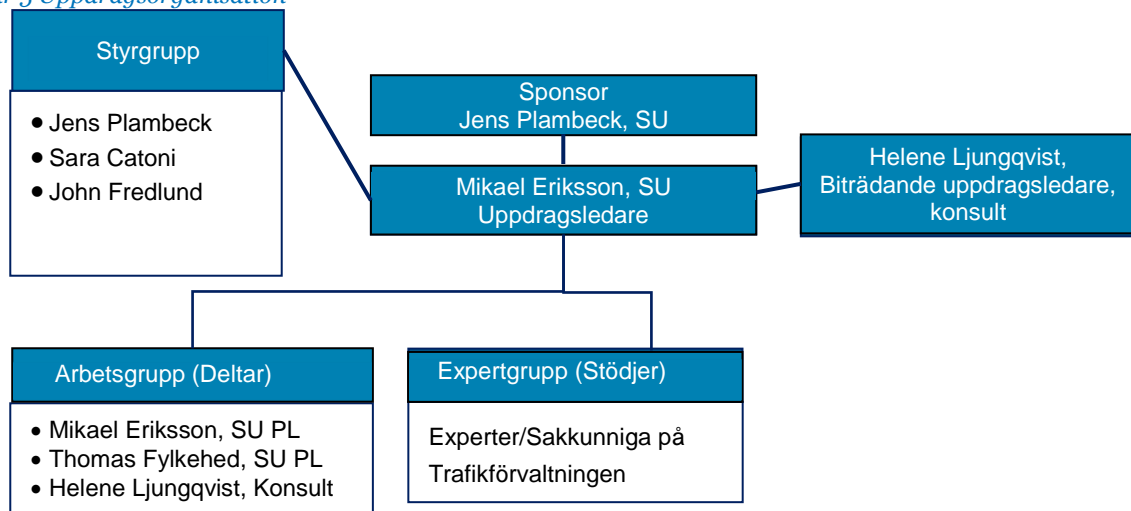 Uppdragsorganisation
Styrgrupp
• Jens Plambeck
• Sara Catoni
• John Fredlund
Sponsor
Jens Plambeck, SU
Mikael Eriksson, SU
Uppdragsledare
Helene Ljungqvist,
Biträdande uppdragsledare,
konsult
Arbetsgrupp (Deltar)
• Mikael Eriksson, SU PL
• Thomas Fylkehed, SU PL
• Helene Ljungqvist, Konsult
Expertgrupp (Stödjer)
Experter/Sakkunniga på
Trafikförvaltningen